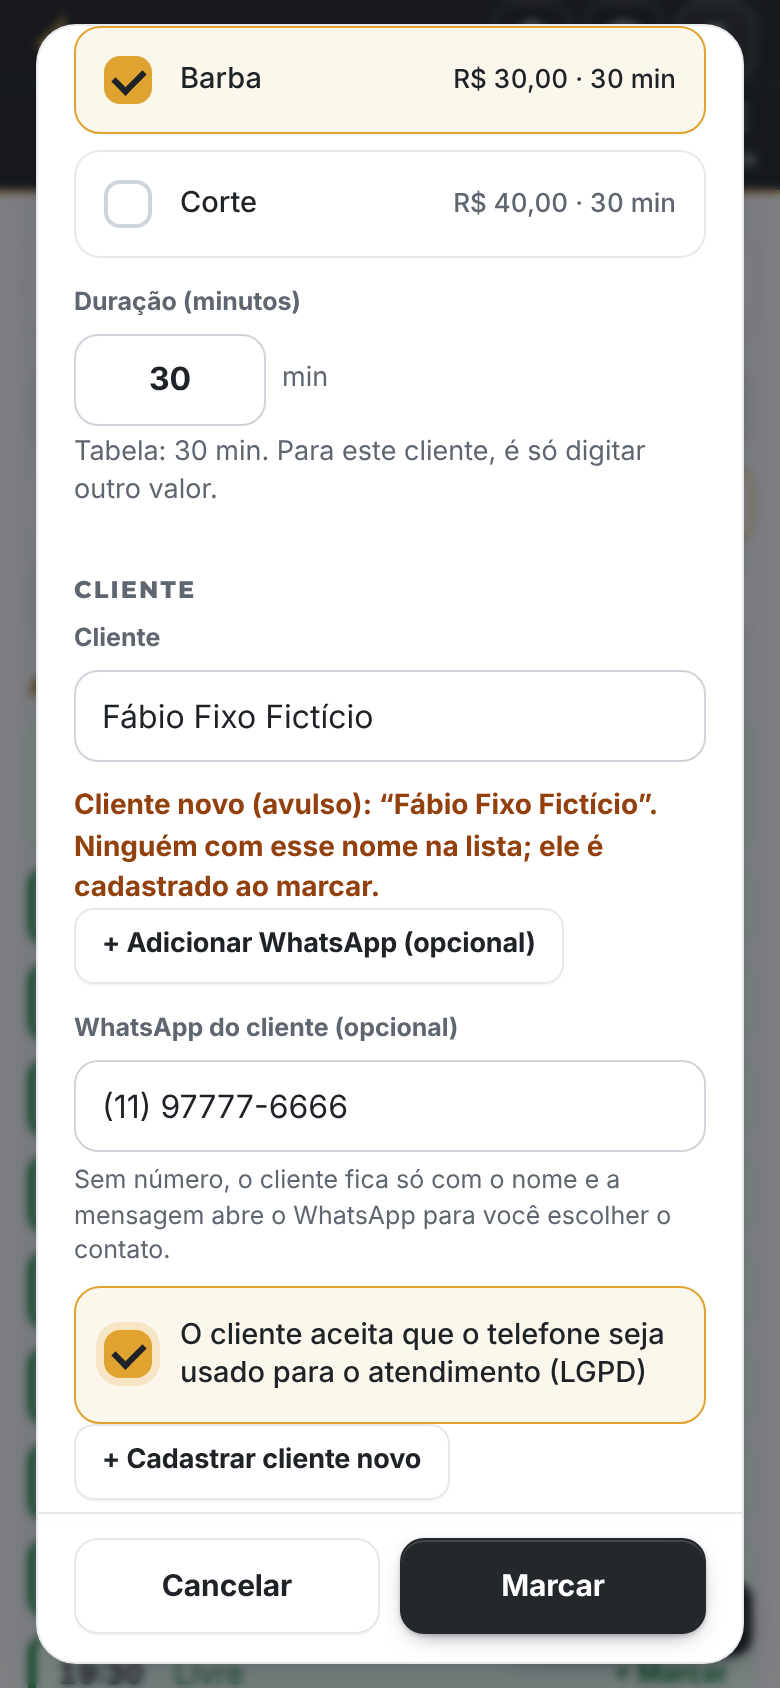 Barba
R$ 30,00 · 30 min
Corte
R$ 40,00 · 30 min
Duração (minutos)
30
min
Tabela: 30 min. Para este cliente, é só digitar
outro valor.
CLIENTE
Cliente
Fábio Fixo Fictício
Cliente novo (avulso): “Fábio Fixo Fictício”.
Ninguém com esse nome na lista; ele é
cadastrado ao marcar.
+ Adicionar WhatsApp (opcional)
WhatsApp do cliente (opcional)
(11) 97777-6666
Sem número, o cliente fica só com o nome e a
mensagem abre o WhatsApp para você escolher o
contato.
O cliente aceita que o telefone seja
usado para o atendimento (LGPD)
+ Cadastrar cliente novo
Cancelar
Marcar
19:30
Livre
+ Marcar